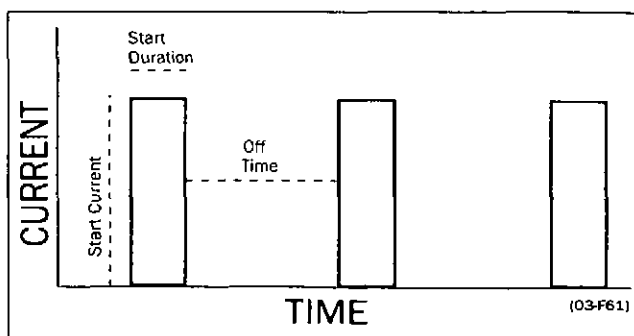 Start
Duration
CURRENT
Start Current
Off
Time
TIME
(03-F61)